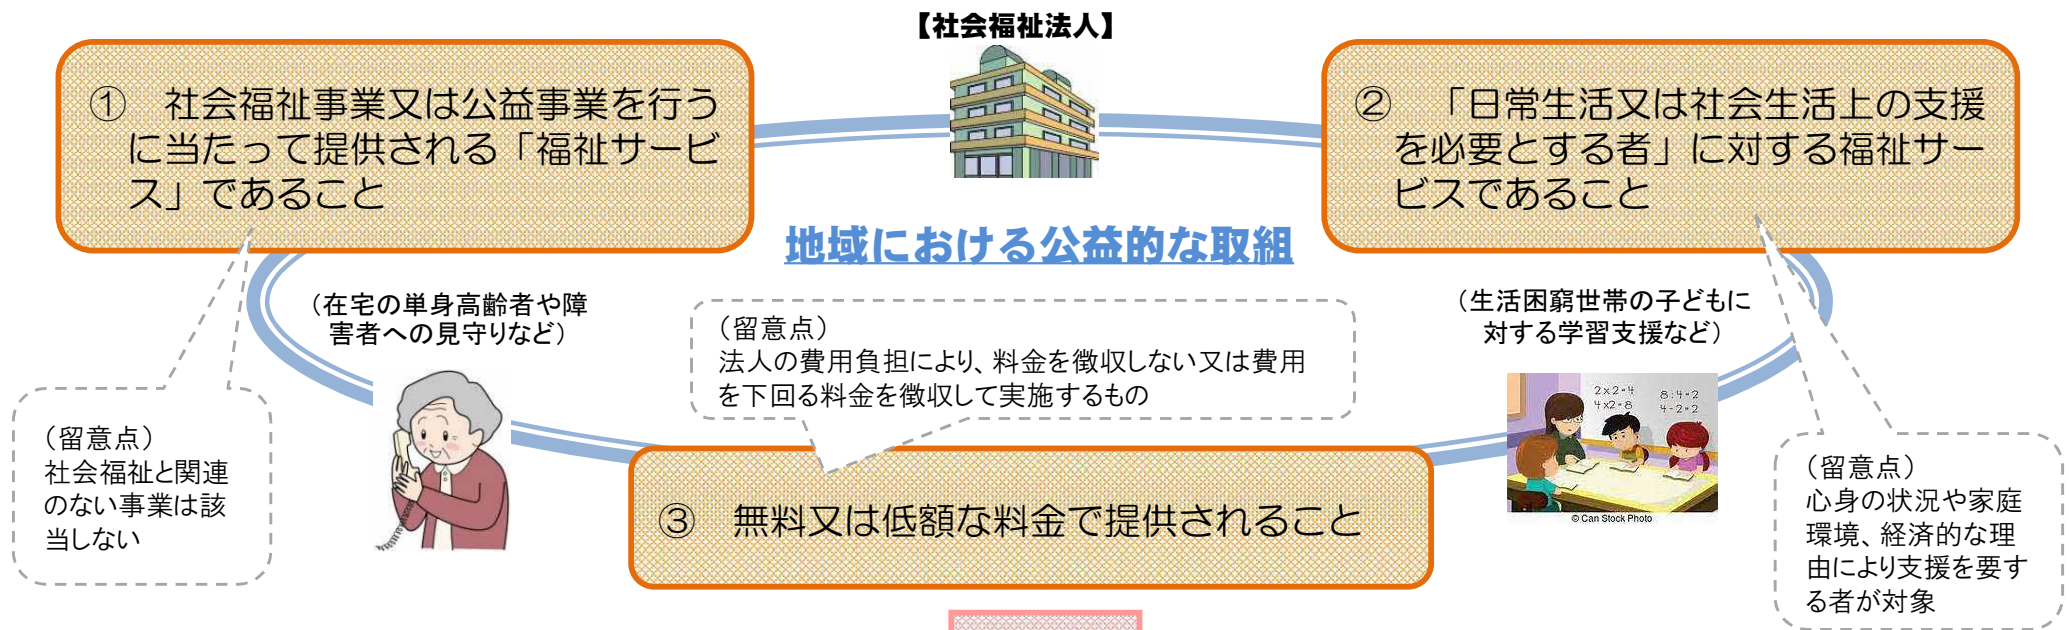 【社会福祉法人】
① 社会福祉事業又は公益事業を行う
に当たって提供される「福祉サービ
ス」であること
② 「日常生活又は社会生活上の支援
を必要とする者」に対する福祉サー
ビスであること
地域における公益的な取組
（在宅の単身高齢者や障
害者への見守りなど）
（留意点）
法人の費用負担により、料金を徴収しない又は費用
を下回る料金を徴収して実施するもの
（生活困窮世帯の子どもに
対する学習支援など）
2×2=4
4×2=8
8:4=2
4-2=2
© Can Stock Photo
（留意点）
社会福祉と関連
のない事業は該
当しない
③ 無料又は低額な料金で提供されること
（留意点）
心身の状況や家庭
環境、経済的な理
由により支援を要す
る者が対象